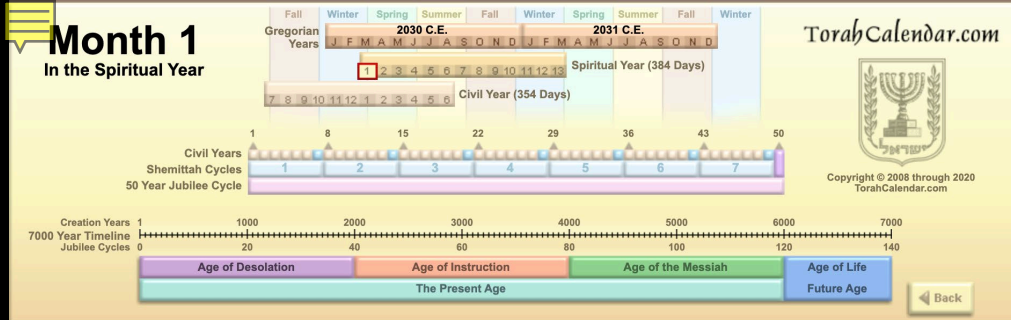 Fall Winter Spring Summer Fall Winter Spring Summer Fall Winter
Month 1
In the Spiritual Year
Gregorian Years
2030 C.E. 2031 C.E.
J F M A M J J A S O N D J F M A M J J A S O N D
1 2 3 4 5 6 7 8 9 10 11 12 13 Spiritual Year (384 Days)
7 8 9 10 11 12 1 2 3 4 5 6 Civil Year (354 Days)
TorahCalendar.com
ישראל
Copyright © 2008 through 2020
TorahCalendar.com
1 8 15 22 29 36 43 50
Civil Years
Shemittah Cycles 1 2 3 4 5 6 7
50 Year Jubilee Cycle
Creation Years 1 1000 2000 3000 4000 5000 6000 7000
7000 Year Timeline
Jubilee Cycles 0 20 40 60 80 100 120 140
Age of Desolation Age of Instruction Age of the Messiah Age of Life
The Present Age Future Age
Back